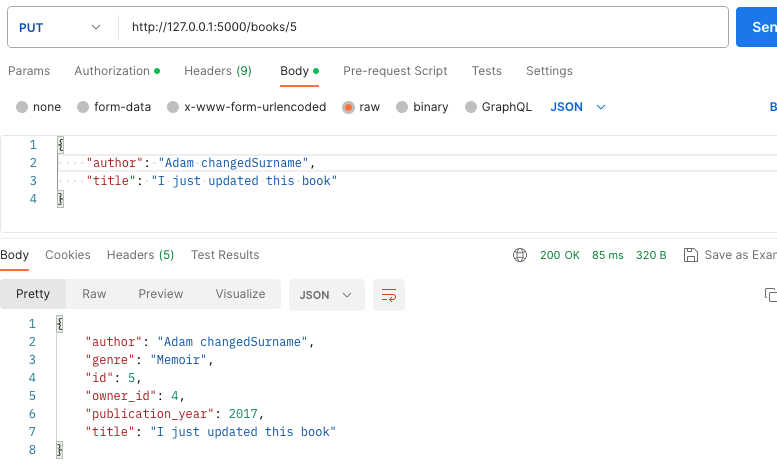 PUT http://127.0.0.1:5000/books/5 Sen
Params Authorization Headers (9) Body Pre-request Script Tests Settings
none form-data x-www-form-urlencoded raw binary GraphQL JSON B
1 {
2 "author": "Adam changedSurname",
3 "title": "I just updated this book"
4 }
Body Cookies Headers (5) Test Results 200 OK 85 ms 320 B Save as Exar
Pretty Raw Preview Visualize JSON
1 {
2 "author": "Adam changedSurname",
3 "genre": "Memoir",
4 "id": 5,
5 "owner_id": 4,
6 "publication_year": 2017,
7 "title": "I just updated this book"
8 }